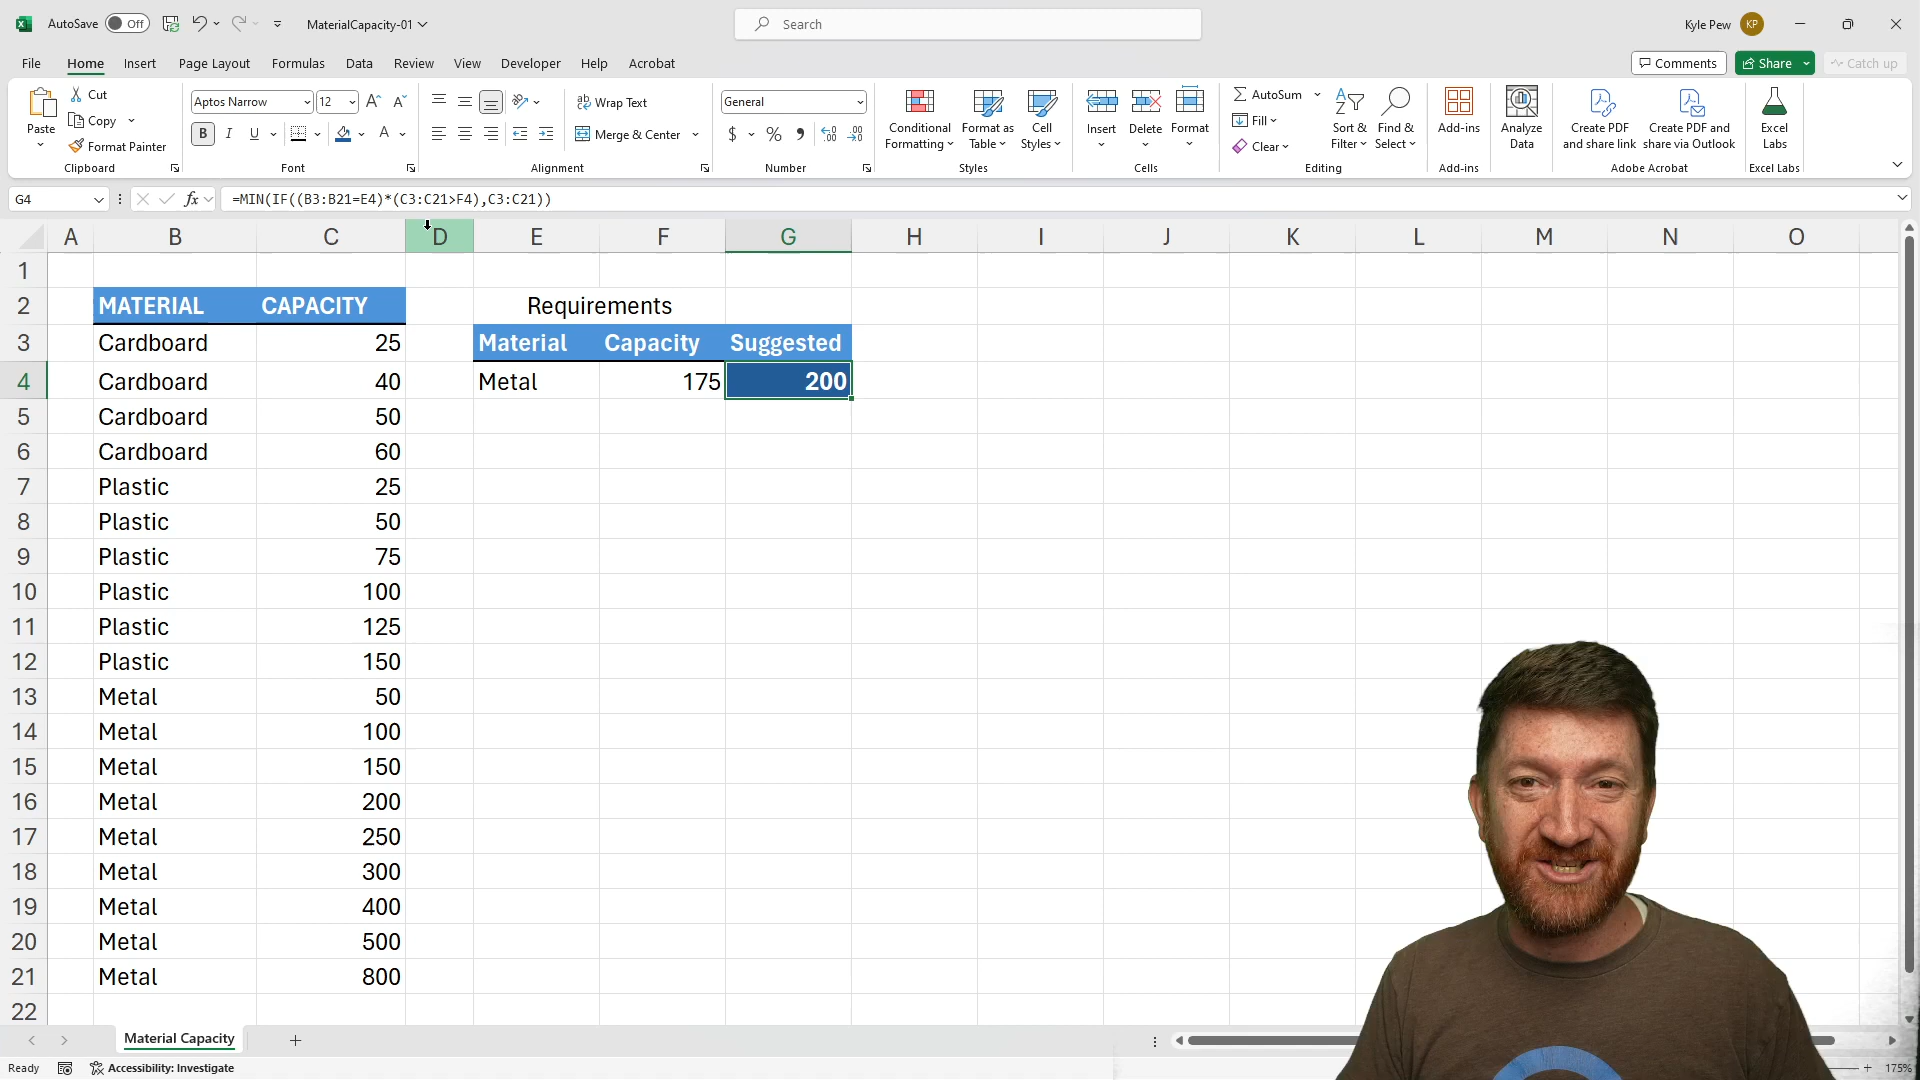 AutoSave Off MaterialCapacity-01 Search Kyle Pew KP
File Home Insert Page Layout Formulas Data Review View Developer Help Acrobat Comments Share Catch up
Paste Cut Copy Format Painter Clipboard
Aptos Narrow 12 B I U A Font
Wrap Text Merge & Center Alignment
General $ % Number
Conditional Formatting Format as Table Cell Styles Styles
Insert Delete Format Cells
AutoSum Fill Clear Sort & Filter Find & Select Editing
Add-ins Add-ins
Analyze Data
Create PDF and share link Create PDF and share via Outlook Adobe Acrobat
Excel Labs Excel Labs
G4 fx =MIN(IF((B3:B21=E4)*(C3:C21>F4),C3:C21))
A B C D E F G H I J K L M N O
1
2 MATERIAL CAPACITY Requirements
3 Cardboard 25 Material Capacity Suggested
4 Cardboard 40 Metal 175 200
5 Cardboard 50
6 Cardboard 60
7 Plastic 25
8 Plastic 50
9 Plastic 75
10 Plastic 100
11 Plastic 125
12 Plastic 150
13 Metal 50
14 Metal 100
15 Metal 150
16 Metal 200
17 Metal 250
18 Metal 300
19 Metal 400
20 Metal 500
21 Metal 800
22
Material Capacity
Ready Accessibility: Investigate 175%